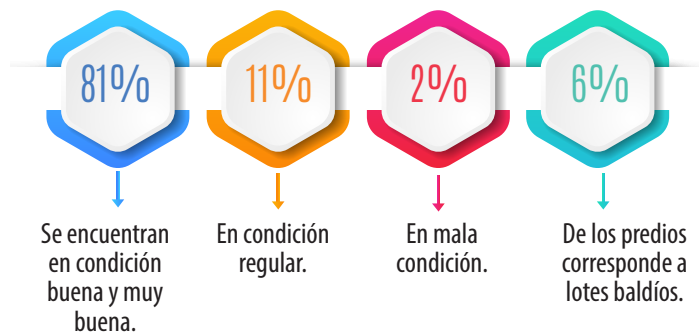 81%
Se encuentran
en condición
buena y muy
buena.
11%
En condición
regular.
2%
En mala
condición.
6%
De los predios
corresponde a
lotes baldíos.